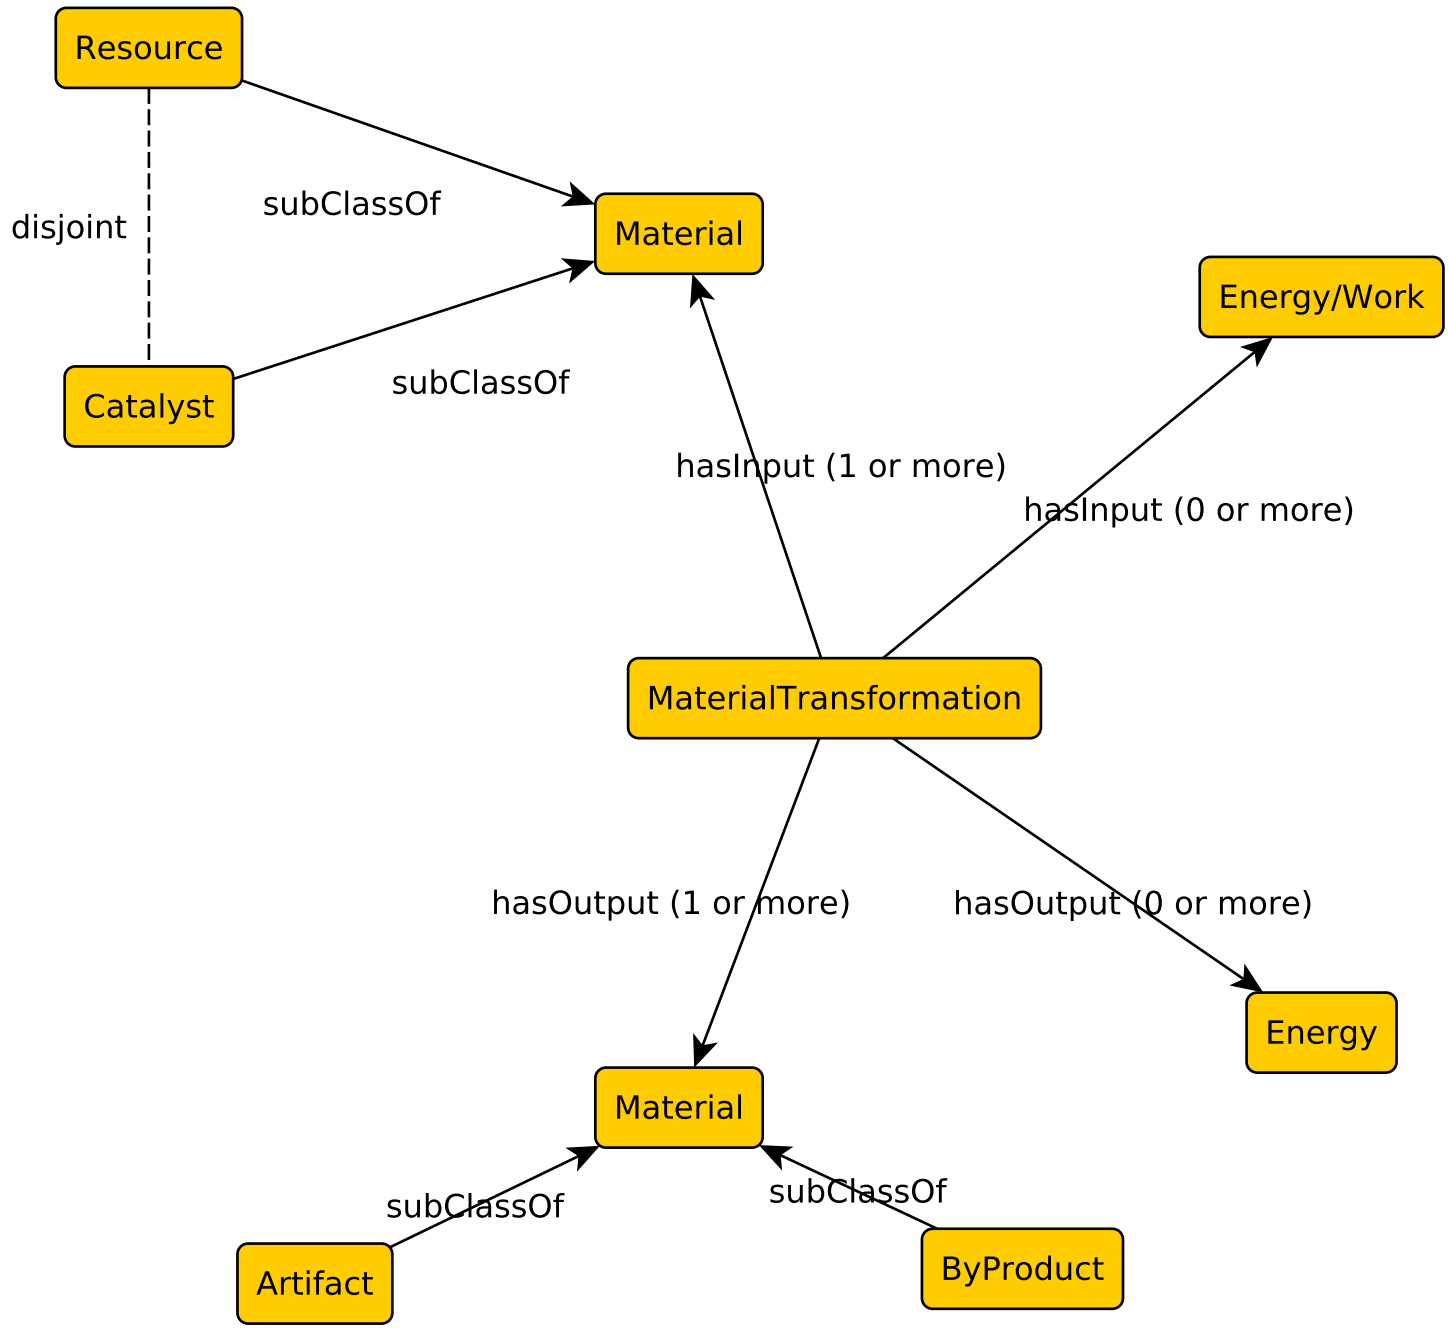 Resource
subClassOf
disjoint
Material
Energy/Work
Catalyst
subClassOf
hasInput (1 or more)
hasInput (0 or more)
MaterialTransformation
hasOutput (1 or more)
hasOutput (0 or more)
Energy
Material
subClassOf
subClassOf
Artifact
ByProduct